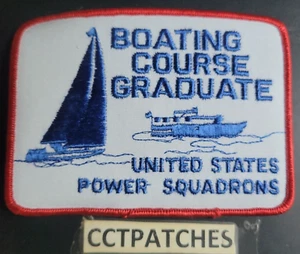 BOATING
COURSE
GRADUATE
UNITED STATES
POWER SQUADRONS
CCTPATCHES